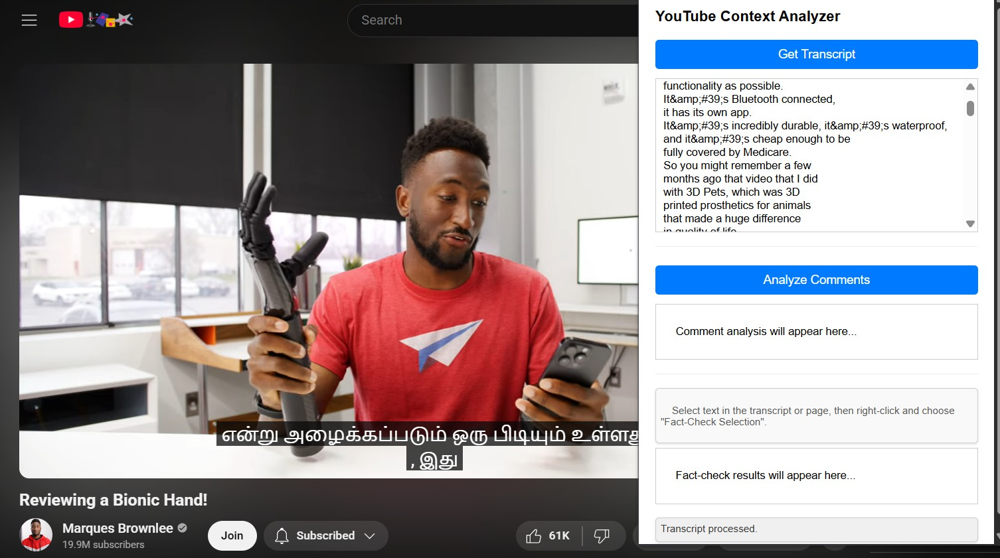 Search
YouTube Context Analyzer
Get Transcript
functionality as possible.
It&amp;#39;s Bluetooth connected,
it has its own app.
It&amp;#39;s incredibly durable, it&amp;#39;s waterproof,
and it&amp;#39;s cheap enough to be
fully covered by Medicare.
So you might remember a few
months ago that video that I did
with 3D Pets, which was 3D
printed prosthetics for animals
that made a huge difference
in quality of life
Analyze Comments
Comment analysis will appear here...
Select text in the transcript or page, then right-click and choose
"Fact-Check Selection".
Fact-check results will appear here...
Transcript processed.
என்று அழைக்கப்படும் ஒரு பிடியும் உள்ளது
, இது
Reviewing a Bionic Hand!
Marques Brownlee
19.9M subscribers
Join
Subscribed
61K